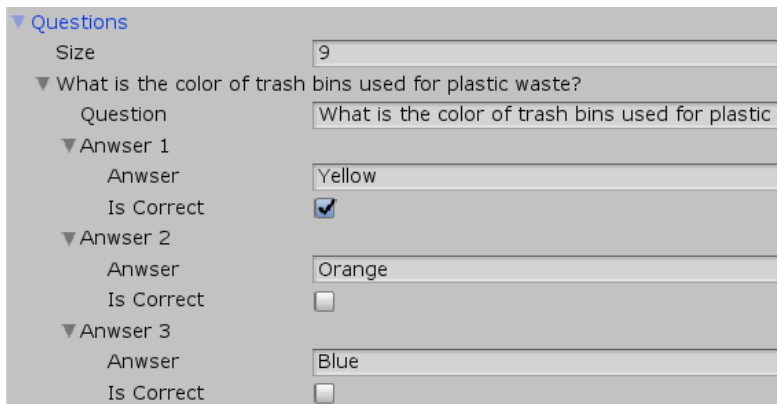 Questions
Size 9
What is the color of trash bins used for plastic waste?
Question What is the color of trash bins used for plastic
Anwser 1
Anwser Yellow
Is Correct
Anwser 2
Anwser Orange
Is Correct
Anwser 3
Anwser Blue
Is Correct